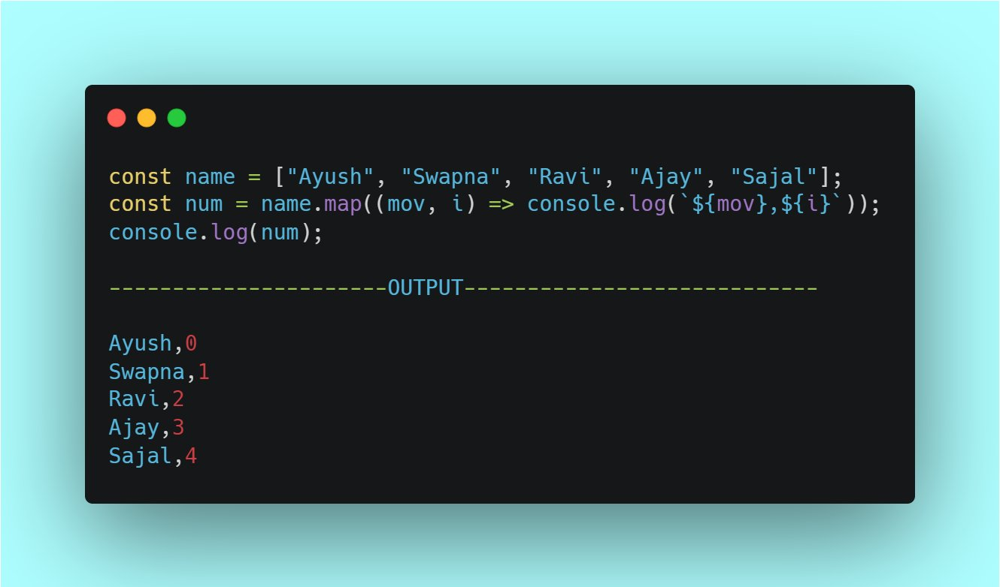 const name = ["Ayush", "Swapna", "Ravi", "Ajay", "Sajal"];
const num = name.map((mov, i) => console.log(`${mov},${i}`));
console.log(num);
----------------------OUTPUT----------------------------
Ayush,0
Swapna,1
Ravi,2
Ajay,3
Sajal,4